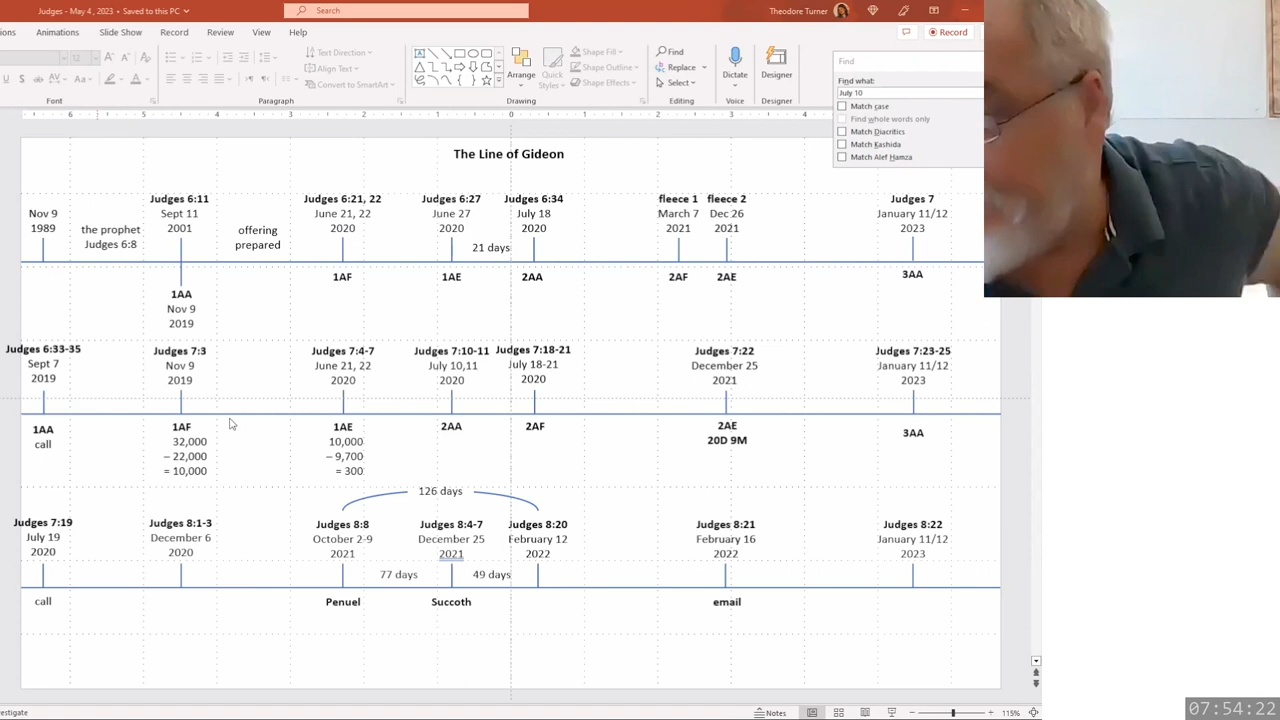 Judges - May 4, 2023 • Saved to this PC
Search
Theodore Turner
Animations Slide Show Record Review View Help
Record
12
Text Direction
Align Text
Convert to SmartArt
Arrange
Quick Styles
Shape Fill
Shape Outline
Shape Effects
Find
Replace
Select
Dictate
Designer
Font Paragraph Drawing Editing Voice Designer
Find
Find what:
July 10
Match case
Find whole words only
Match Diacritics
Match Kashida
Match Alef Hamza
6 5 4 3 2 1 0 1 2 3 4
The Line of Gideon
Judges 6:11 Judges 6:21, 22 Judges 6:27 Judges 6:34 fleece 1 fleece 2 Judges 7
Nov 9 Sept 11 June 21, 22 June 27 July 18 March 7 Dec 26 January 11/12
1989 2001 2020 2020 2020 2021 2021 2023
the prophet offering
Judges 6:8 prepared 21 days
1AF 1AE 2AA 2AF 2AE 3AA
1AA
Nov 9
2019
Judges 6:33-35 Judges 7:3 Judges 7:4-7 Judges 7:10-11 Judges 7:18-21 Judges 7:22 Judges 7:23-25
Sept 7 Nov 9 June 21, 22 July 10,11 July 18-21 December 25 January 11/12
2019 2019 2020 2020 2020 2021 2023
1AA 1AF 1AE 2AA 2AF 2AE 3AA
call 32,000 10,000 20D 9M
– 22,000 – 9,700
= 10,000 = 300
126 days
Judges 7:19 Judges 8:1-3 Judges 8:8 Judges 8:4-7 Judges 8:20 Judges 8:21 Judges 8:22
July 19 December 6 October 2-9 December 25 February 12 February 16 January 11/12
2020 2020 2021 2021 2022 2022 2023
77 days 49 days
call Penuel Succoth email
vestigate
Notes
115%
07:54:22